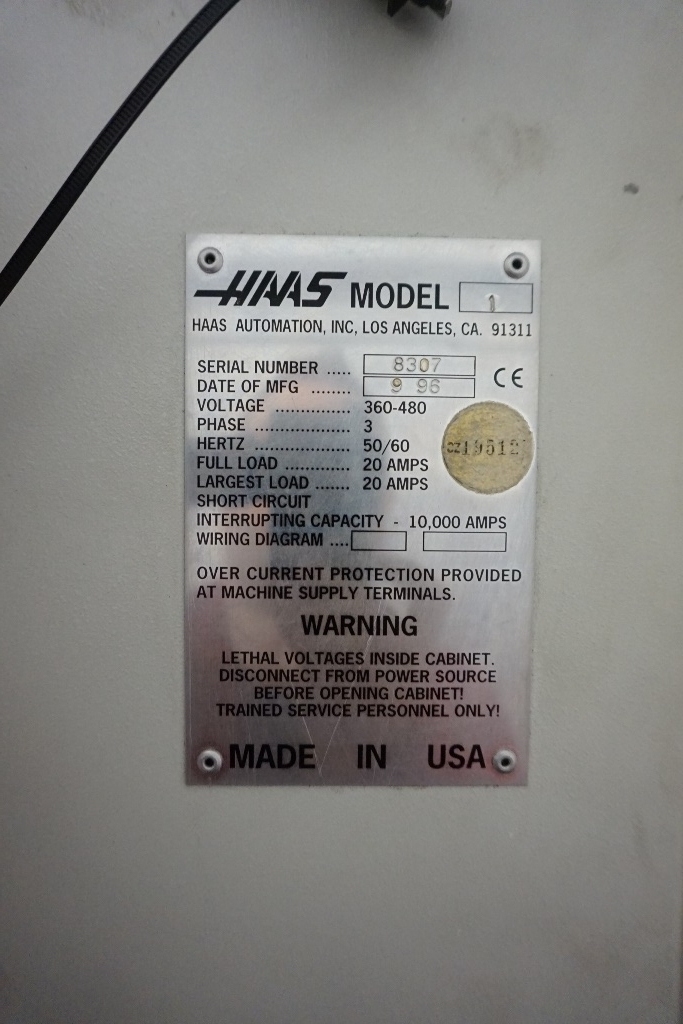 HAAS MODEL 1
HAAS AUTOMATION, INC, LOS ANGELES, CA. 91311
SERIAL NUMBER ..... 8307
DATE OF MFG ........ 9 96
CE
VOLTAGE ............... 360-480
PHASE .................. 3
HERTZ ................... 50/60
FULL LOAD ............. 20 AMPS
LARGEST LOAD ....... 20 AMPS
SHORT CIRCUIT
INTERRUPTING CAPACITY - 10,000 AMPS
WIRING DIAGRAM ....
19512
OVER CURRENT PROTECTION PROVIDED
AT MACHINE SUPPLY TERMINALS.
WARNING
LETHAL VOLTAGES INSIDE CABINET.
DISCONNECT FROM POWER SOURCE
BEFORE OPENING CABINET!
TRAINED SERVICE PERSONNEL ONLY!
MADE IN USA